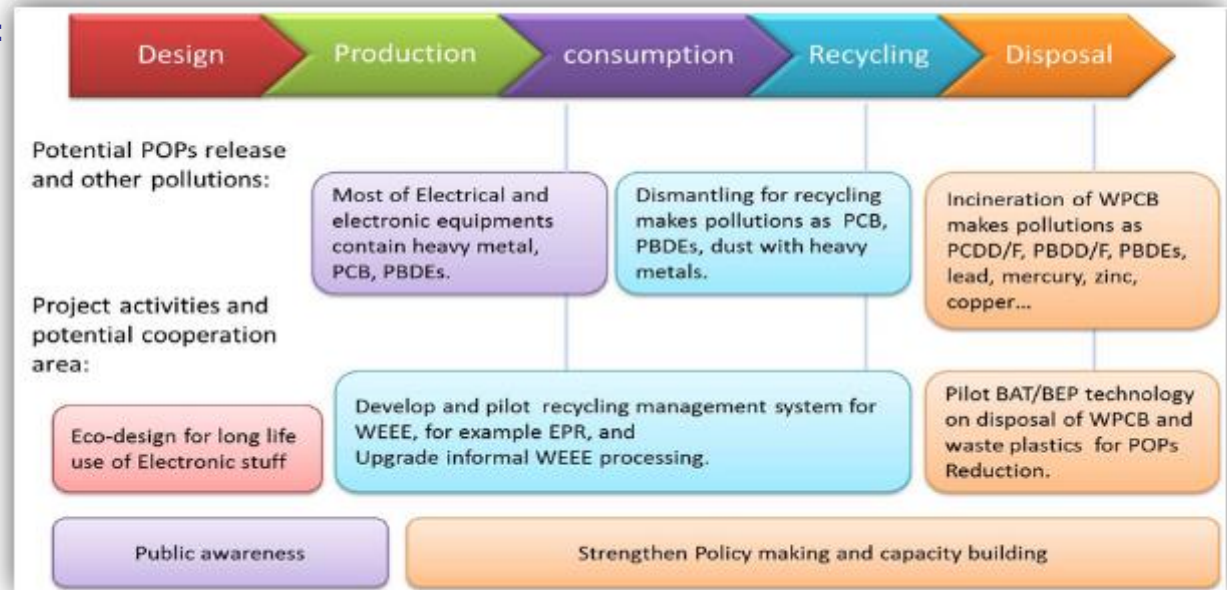 Design
Production
consumption
Recycling
Disposal
Potential POPs release
and other pollutions:
Most of Electrical and
electronic equipments
contain heavy metal,
PCB, PBDEs.
Dismantling for recycling
makes pollutions as PCB,
PBDEs, dust with heavy
metals.
Incineration of WPCB
makes pollutions as
PCDD/F, PBDD/F, PBDEs,
lead, mercury, zinc,
copper...
Project activities and
potential cooperation
area:
Eco-design for long life
use of Electronic stuff
Develop and pilot recycling management system for
WEEE, for example EPR, and
Upgrade informal WEEE processing.
Pilot BAT/BEP technology
on disposal of WPCB and
waste plastics for POPs
Reduction.
Public awareness
Strengthen Policy making and capacity building